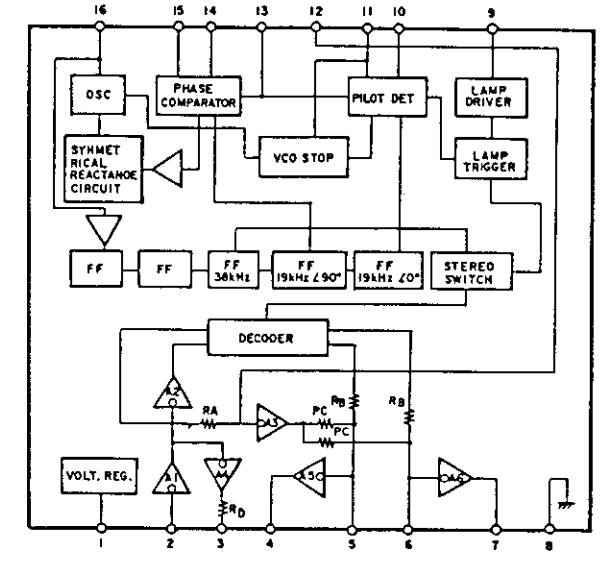 16 15 14 13 12 11 10 9
OSC
PHASE
COMPARATOR
PILOT DET
LAMP
DRIVER
SYHMET
RICAL
REACTANOE
CIRCUIT
VCO STOP
LAMP
TRIGGER
FF
FF
FF
38kHz
FF
19kHz ∠90°
FF
19kHz ∠0°
STEREO
SWITCH
DECODER
A2
RA
A3
PC
PC
RB
RB
VOLT. REG.
A1
A4
RD
A5
A6
1 2 3 4 5 6 7 8